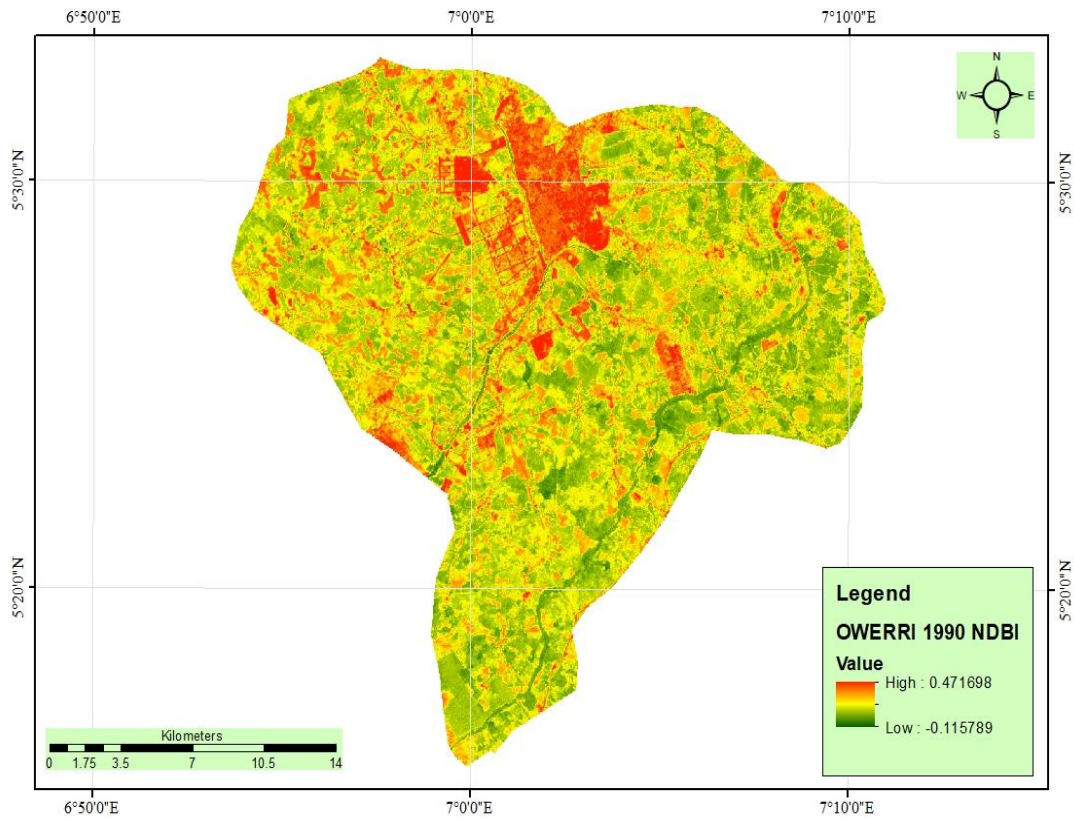 6°50'0"E 7°0'0"E 7°10'0"E
N
W E
S
5°30'0"N 5°30'0"N
5°20'0"N 5°20'0"N
Legend
OWERRI 1990 NDBI
Value
High : 0.471698
Low : -0.115789
Kilometers
0 1.75 3.5 7 10.5 14
6°50'0"E 7°0'0"E 7°10'0"E